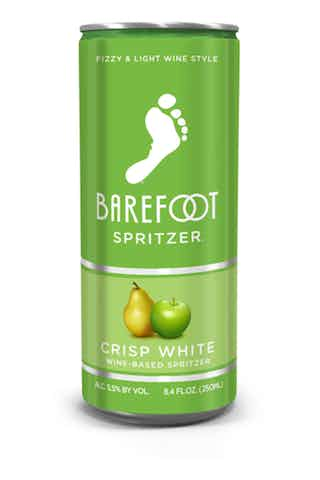 FIZZY & LIGHT WINE STYLE
BAREFOOT
SPRITZER
CRISP WHITE
WINE-BASED SPRITZER
ALC. 5.5% BY VOL. 8.4 FL.OZ. (250ML)